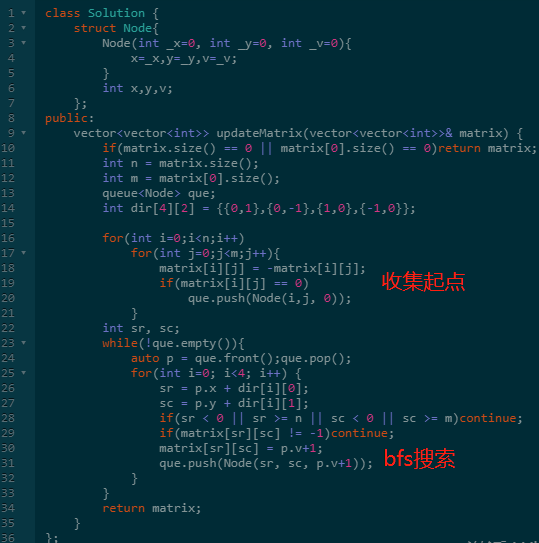 1 class Solution {
2 struct Node{
3 Node(int _x=0, int _y=0, int _v=0){
4 x=_x,y=_y,v=_v;
5 }
6 int x,y,v;
7 };
8 public:
9 vector<vector<int>> updateMatrix(vector<vector<int>>& matrix) {
10 if(matrix.size() == 0 || matrix[0].size() == 0)return matrix;
11 int n = matrix.size();
12 int m = matrix[0].size();
13 queue<Node> que;
14 int dir[4][2] = {{0,1},{0,-1},{1,0},{-1,0}};
15
16 for(int i=0;i<n;i++)
17 for(int j=0;j<m;j++){
18 matrix[i][j] = -matrix[i][j];
19 if(matrix[i][j] == 0) 收集起点
20 que.push(Node(i,j, 0));
21 }
22 int sr, sc;
23 while(!que.empty()){
24 auto p = que.front();que.pop();
25 for(int i=0; i<4; i++) {
26 sr = p.x + dir[i][0];
27 sc = p.y + dir[i][1];
28 if(sr < 0 || sr >= n || sc < 0 || sc >= m)continue;
29 if(matrix[sr][sc] != -1)continue;
30 matrix[sr][sc] = p.v+1;
31 que.push(Node(sr, sc, p.v+1)); bfs搜索
32 }
33 }
34 return matrix;
35 }
36 };